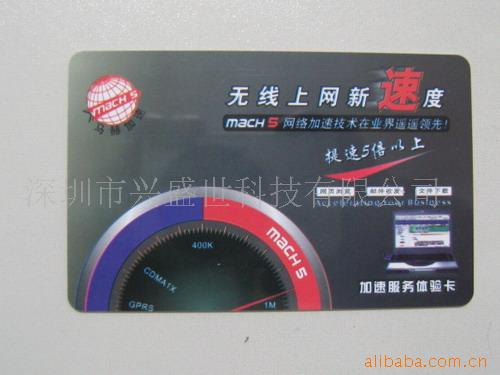 mach 5
无线上网新速度
mach 5 网络加速技术在业界遥遥领先!
提速5倍以上
网页浏览 邮件收发 文件下载
Accelerating Your Business
深圳市兴盛世科技有限公司
mach 5
400K
CDMA1X
GPRS
1M
加速服务体验卡
alibaba.com.cn